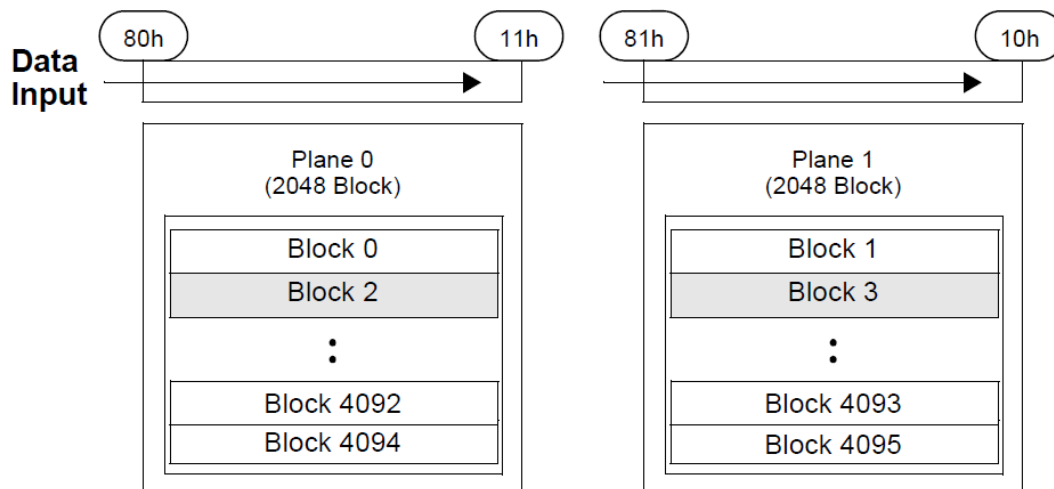 80h
11h
81h
10h
Data
Input
Plane 0
(2048 Block)
Block 0
Block 2
:
Block 4092
Block 4094
Plane 1
(2048 Block)
Block 1
Block 3
:
Block 4093
Block 4095